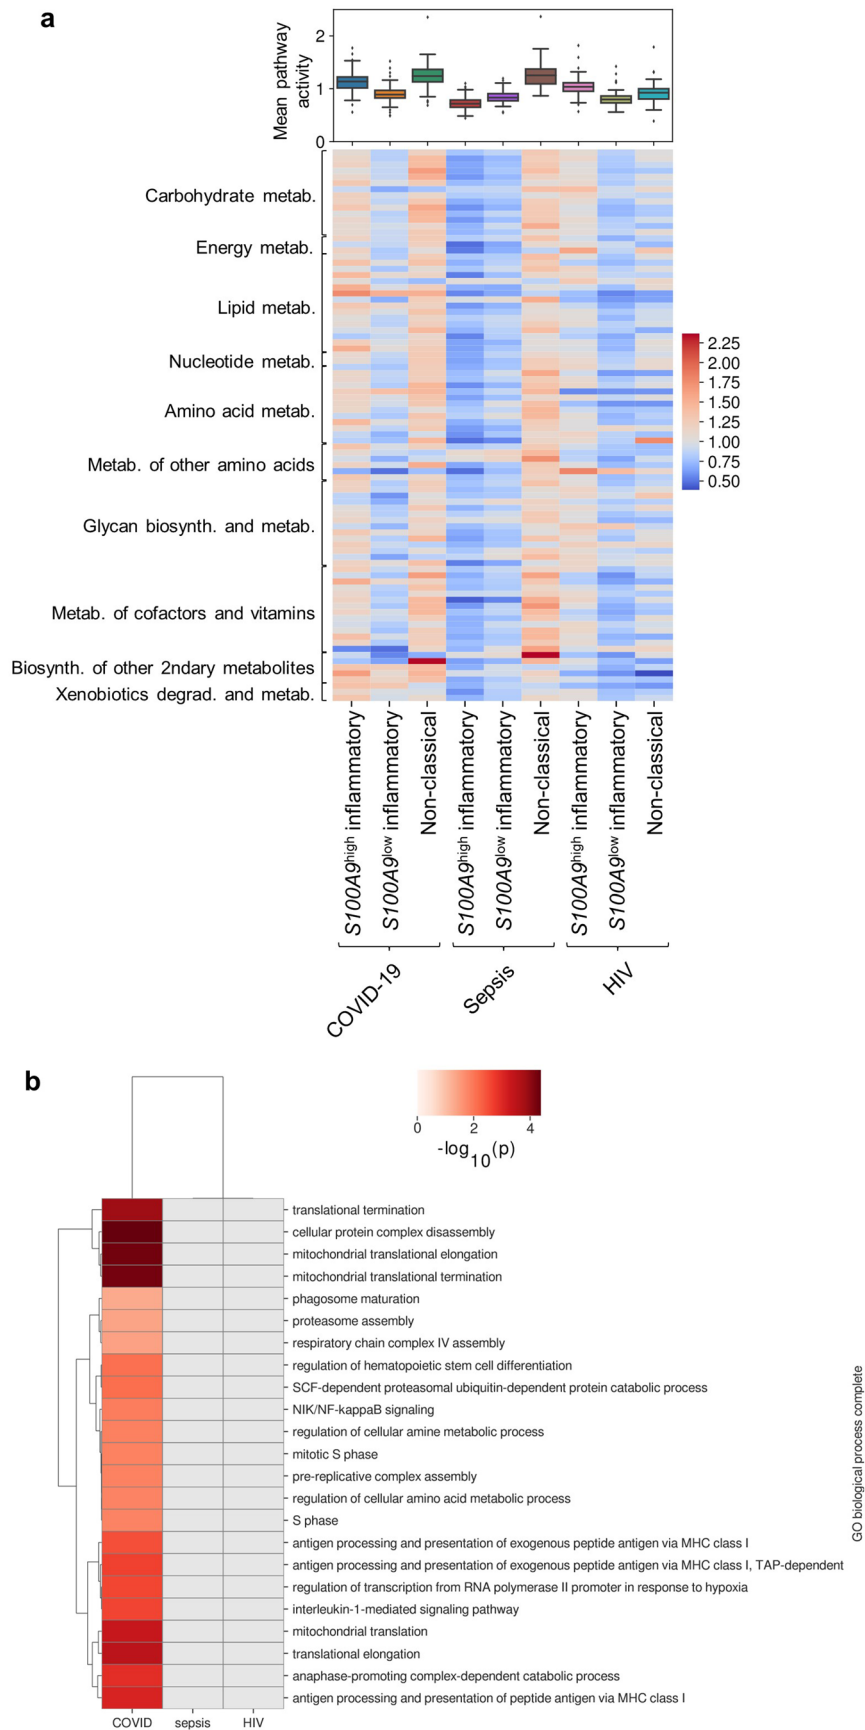 a
Mean pathway
activity
2
1
0
Carbohydrate metab.
Energy metab.
Lipid metab.
Nucleotide metab.
Amino acid metab.
Metab. of other amino acids
Glycan biosynth. and metab.
Metab. of cofactors and vitamins
Biosynth. of other 2ndary metabolites
Xenobiotics degrad. and metab.
2.25
2.00
1.75
1.50
1.25
1.00
0.75
0.50
S100A9high inflammatory
S100A9low inflammatory
Non-classical
S100A9high inflammatory
S100A9low inflammatory
Non-classical
S100A9high inflammatory
S100A9low inflammatory
Non-classical
COVID-19
Sepsis
HIV
b
0 2 4
-log10(p)
translational termination
cellular protein complex disassembly
mitochondrial translational elongation
mitochondrial translational termination
phagosome maturation
proteasome assembly
respiratory chain complex IV assembly
regulation of hematopoietic stem cell differentiation
SCF-dependent proteasomal ubiquitin-dependent protein catabolic process
NIK/NF-kappaB signaling
regulation of cellular amine metabolic process
mitotic S phase
pre-replicative complex assembly
regulation of cellular amino acid metabolic process
S phase
antigen processing and presentation of exogenous peptide antigen via MHC class I
antigen processing and presentation of exogenous peptide antigen via MHC class I, TAP-dependent
regulation of transcription from RNA polymerase II promoter in response to hypoxia
interleukin-1-mediated signaling pathway
mitochondrial translation
translational elongation
anaphase-promoting complex-dependent catabolic process
antigen processing and presentation of peptide antigen via MHC class I
GO biological process complete
COVID sepsis HIV